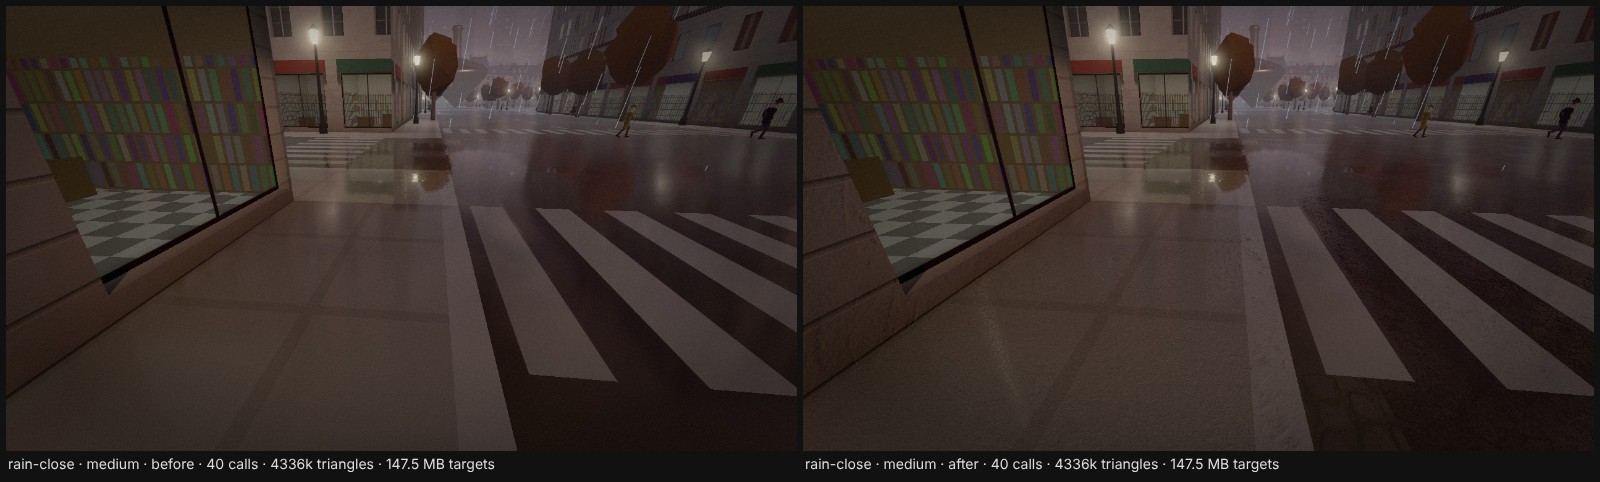 rain-close · medium · before · 40 calls · 4336k triangles · 147.5 MB targets
rain-close · medium · after · 40 calls · 4336k triangles · 147.5 MB targets